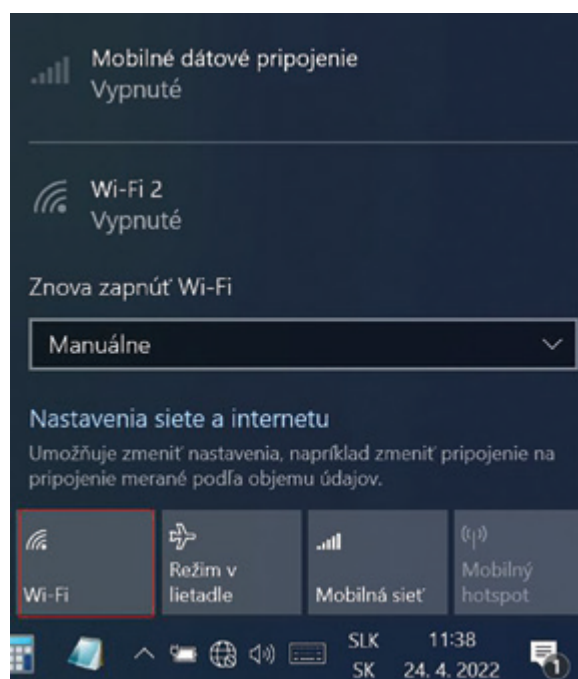 Mobilné dátové pripojenie
Vypnuté
Wi-Fi 2
Vypnuté
Znova zapnúť Wi-Fi
Manuálne
Nastavenia siete a internetu
Umožňuje zmeniť nastavenia, napríklad zmeniť pripojenie na
pripojenie merané podľa objemu údajov.
Wi-Fi
Režim v
lietadle
Mobilná sieť
Mobilný
hotspot
SLK 11:38
SK 24. 4. 2022
1